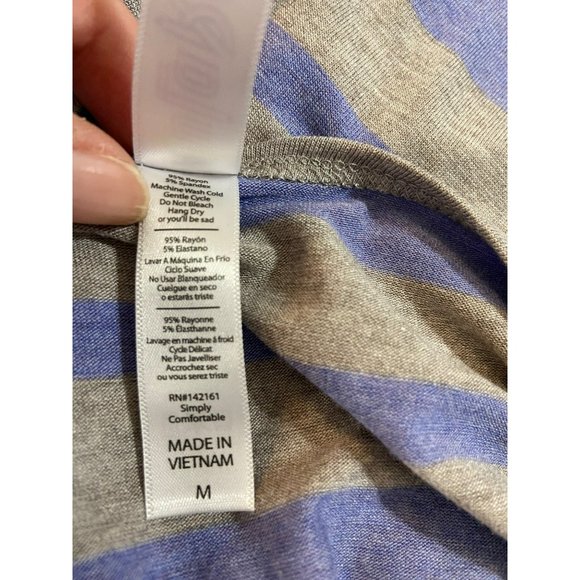 95% Rayon
5% Spandex
Machine Wash Cold
Gentle Cycle
Do Not Bleach
Hang Dry
or you'll be sad
95% Rayón
5% Elastano
Lavar A Máquina En Frío
Ciclo Suave
No Usar Blanqueador
Cuelgue en seco
o estarás triste
95% Rayonne
5% Élasthanne
Lavage en machine à froid
Cycle Délicat
Ne Pas Javelliser
Accrochez sec
ou vous serez triste
RN#142161
Simply
Comfortable
MADE IN
VIETNAM
M